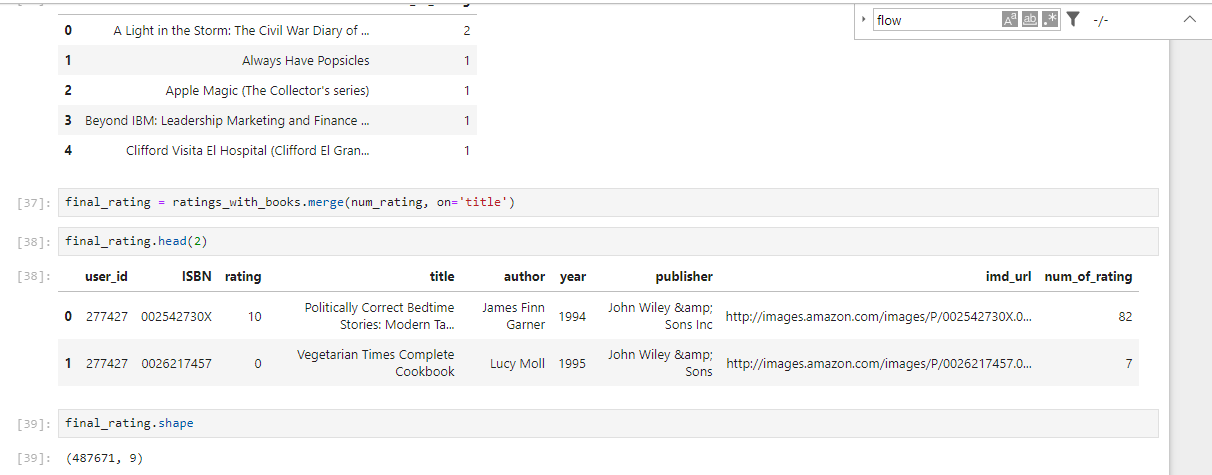 flow
-/-
0 A Light in the Storm: The Civil War Diary of ... 2
1 Always Have Popsicles 1
2 Apple Magic (The Collector's series) 1
3 Beyond IBM: Leadership Marketing and Finance ... 1
4 Clifford Visita El Hospital (Clifford El Gran... 1
[37]: final_rating = ratings_with_books.merge(num_rating, on='title')
[38]: final_rating.head(2)
[38]: user_id ISBN rating title author year publisher imd_url num_of_rating
0 277427 002542730X 10 Politically Correct Bedtime Stories: Modern Ta... James Finn Garner 1994 John Wiley &amp; Sons Inc http://images.amazon.com/images/P/002542730X.0... 82
1 277427 0026217457 0 Vegetarian Times Complete Cookbook Lucy Moll 1995 John Wiley &amp; Sons http://images.amazon.com/images/P/0026217457.0... 7
[39]: final_rating.shape
[39]: (487671, 9)